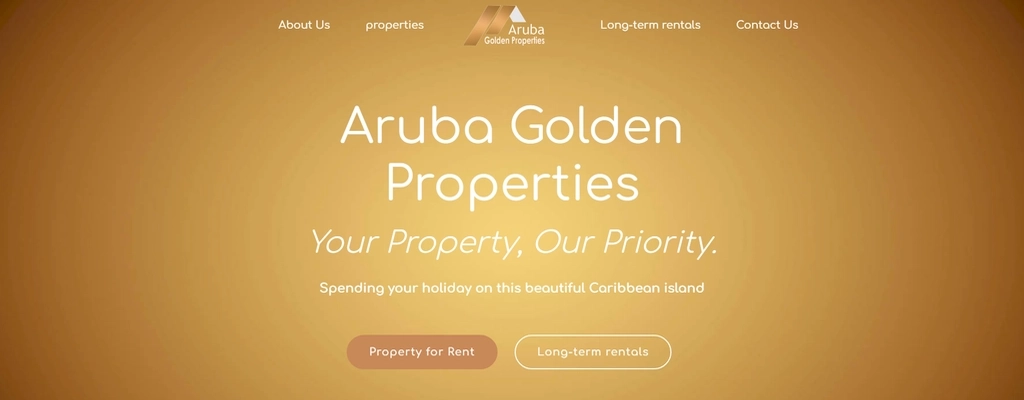 About Us
properties
Aruba
Golden Properties
Long-term rentals
Contact Us
Aruba Golden
Properties
Your Property, Our Priority.
Spending your holiday on this beautiful Caribbean island
Property for Rent
Long-term rentals